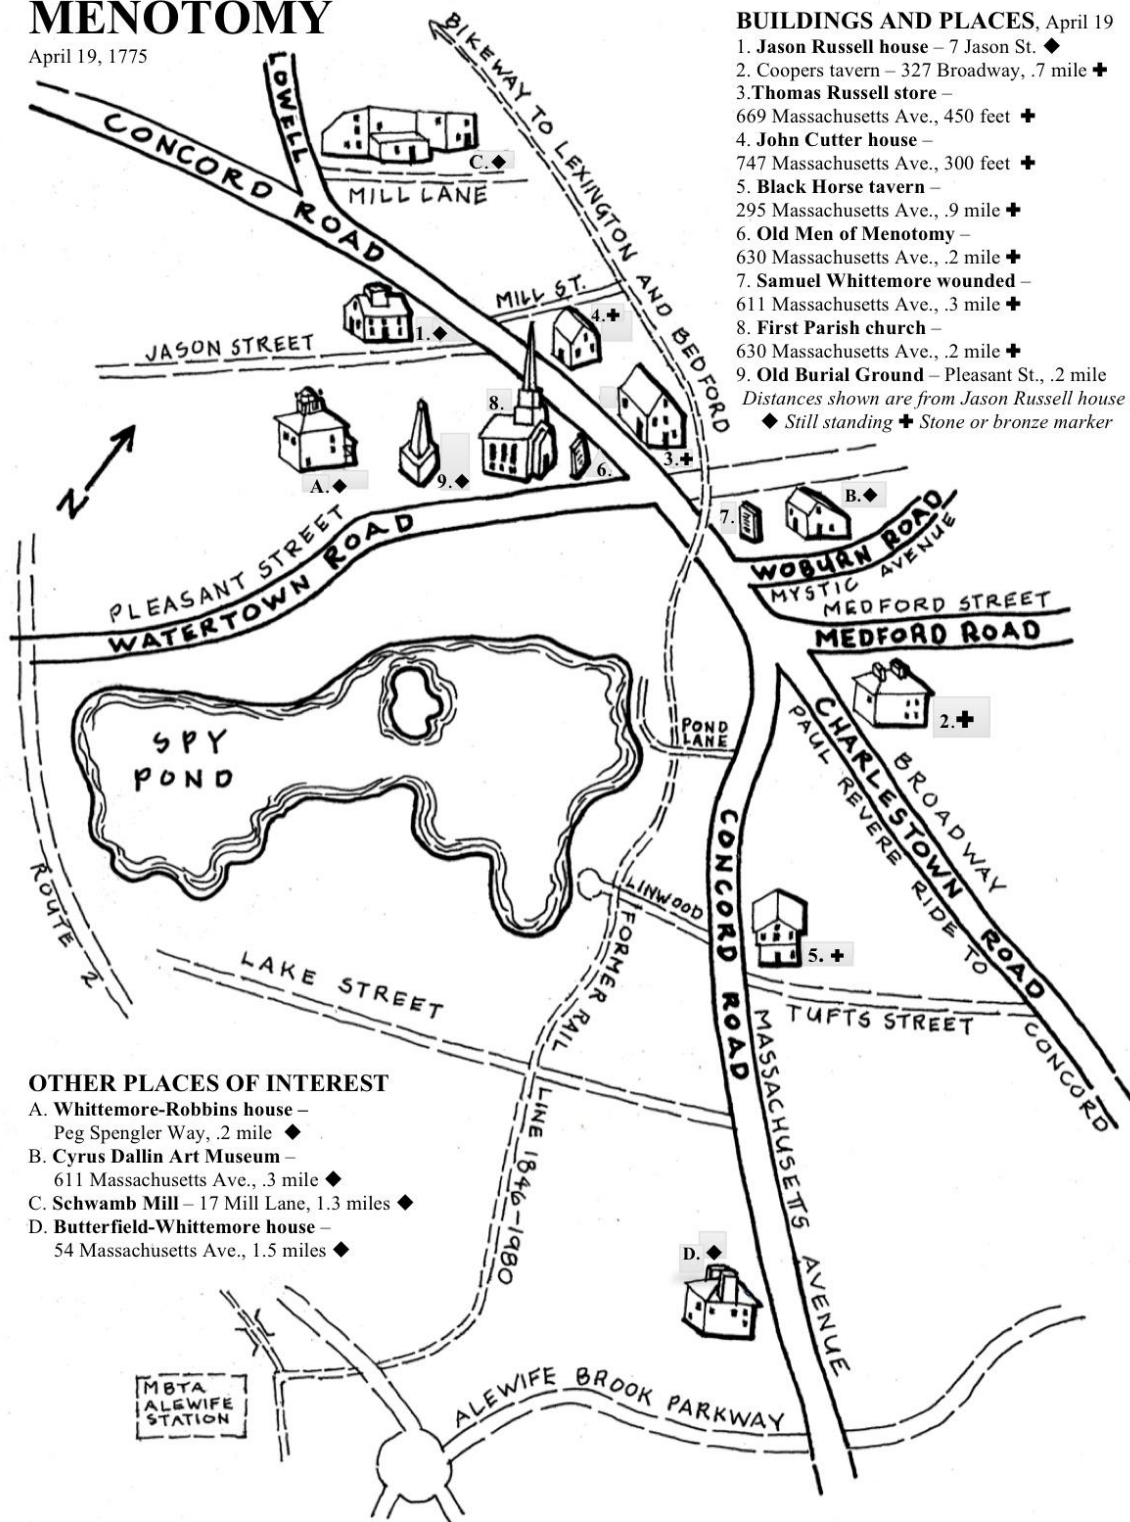 MENOTOMY
April 19, 1775
BUILDINGS AND PLACES, April 19
1. Jason Russell house – 7 Jason St. ◆
2. Coopers tavern – 327 Broadway, .7 mile ✚
3.Thomas Russell store –
669 Massachusetts Ave., 450 feet ✚
4. John Cutter house –
747 Massachusetts Ave., 300 feet ✚
5. Black Horse tavern –
295 Massachusetts Ave., .9 mile ✚
6. Old Men of Menotomy –
630 Massachusetts Ave., .2 mile ✚
7. Samuel Whittemore wounded –
611 Massachusetts Ave., .3 mile ✚
8. First Parish church –
630 Massachusetts Ave., .2 mile ✚
9. Old Burial Ground – Pleasant St., .2 mile
Distances shown are from Jason Russell house
◆ Still standing ✚ Stone or bronze marker
BIKEWAY TO LEXINGTON AND BEDFORD
LOWELL
CONCORD ROAD
C.◆
MILL LANE
MILL ST.
4.✚
1.◆
JASON STREET
8.
3.✚
6.
A.◆
9.◆
N
B.◆
7.
PLEASANT STREET
WATERTOWN ROAD
WOBURN ROAD
MYSTIC AVENUE
MEDFORD STREET
MEDFORD ROAD
2.✚
POND
LANE
SPY
POND
CHARLESTOWN ROAD
BROADWAY
PAUL REVERE RIDE TO CONCORD
CONCORD ROAD
LINWOOD
5. ✚
ROUTE 2
LAKE STREET
FORMER RAIL LINE 1846-1980
TUFTS STREET
MASSACHUSETTS AVENUE
OTHER PLACES OF INTEREST
A. Whittemore-Robbins house –
Peg Spengler Way, .2 mile ◆
B. Cyrus Dallin Art Museum –
611 Massachusetts Ave., .3 mile ◆
C. Schwamb Mill – 17 Mill Lane, 1.3 miles ◆
D. Butterfield-Whittemore house –
54 Massachusetts Ave., 1.5 miles ◆
D. ◆
MBTA
ALEWIFE
STATION
ALEWIFE BROOK PARKWAY